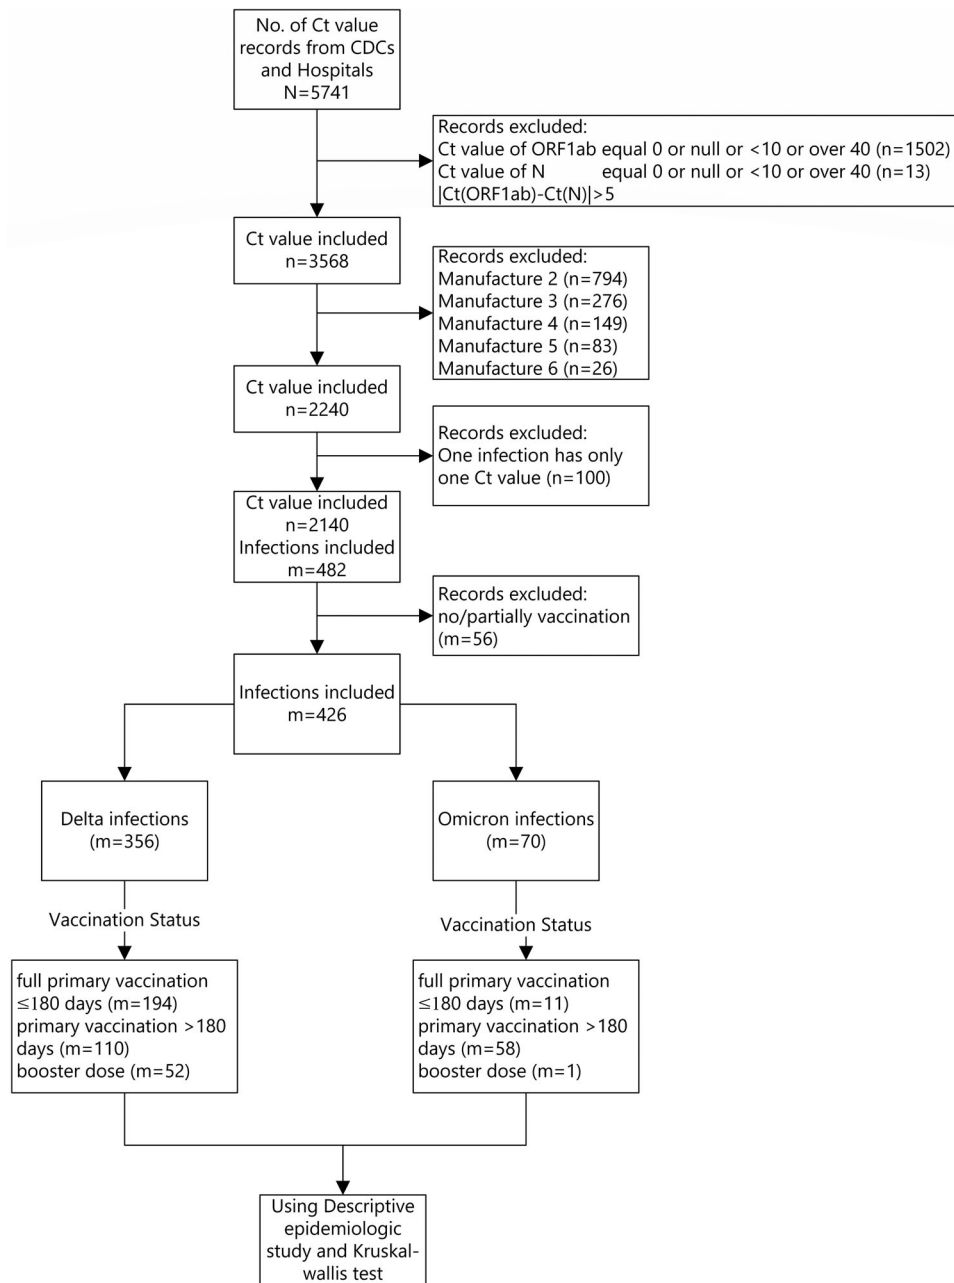 No. of Ct value
records from CDCs
and Hospitals
N=5741
Records excluded:
Ct value of ORF1ab equal 0 or null or <10 or over 40 (n=1502)
Ct value of N equal 0 or null or <10 or over 40 (n=13)
|Ct(ORF1ab)-Ct(N)|>5
Ct value included
n=3568
Records excluded:
Manufacture 2 (n=794)
Manufacture 3 (n=276)
Manufacture 4 (n=149)
Manufacture 5 (n=83)
Manufacture 6 (n=26)
Ct value included
n=2240
Records excluded:
One infection has only
one Ct value (n=100)
Ct value included
n=2140
Infections included
m=482
Records excluded:
no/partially vaccination
(m=56)
Infections included
m=426
Delta infections
(m=356)
Omicron infections
(m=70)
Vaccination Status
Vaccination Status
full primary vaccination
≤180 days (m=194)
primary vaccination >180
days (m=110)
booster dose (m=52)
full primary vaccination
≤180 days (m=11)
primary vaccination >180
days (m=58)
booster dose (m=1)
Using Descriptive
epidemiologic
study and Kruskal-
wallis test